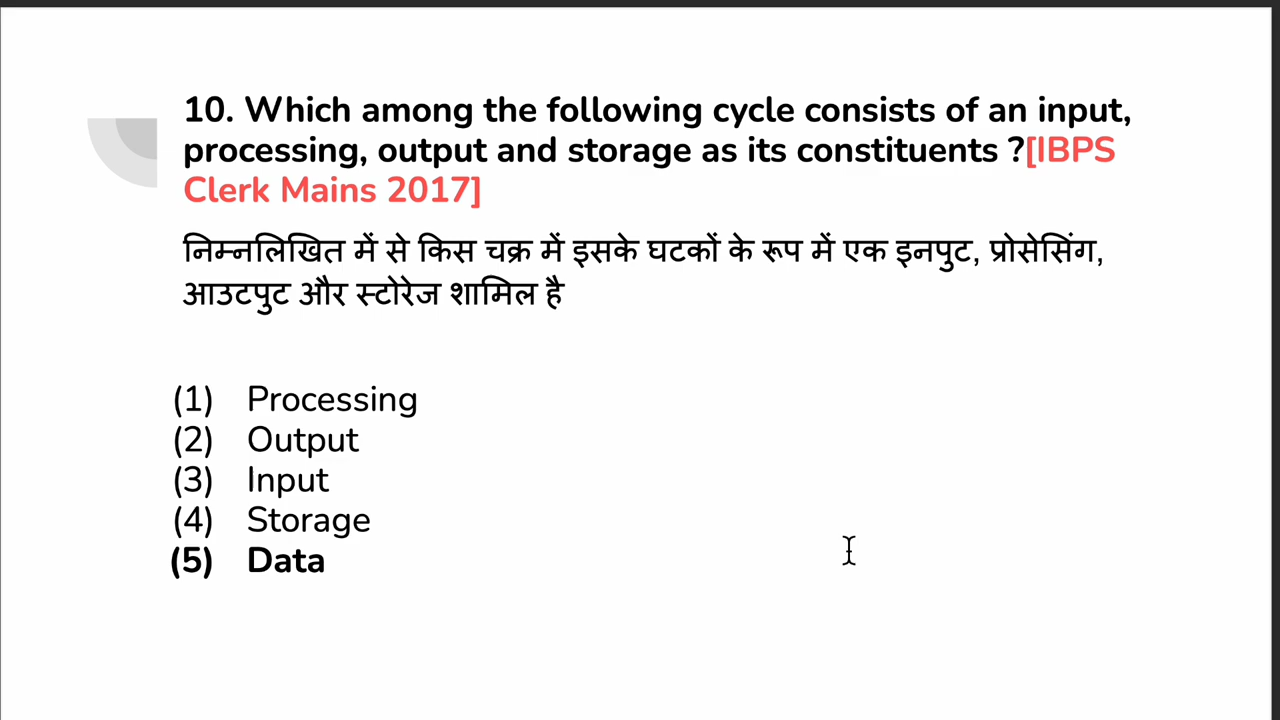 10. Which among the following cycle consists of an input,
processing, output and storage as its constituents ?[IBPS
Clerk Mains 2017]
निम्नलिखित में से किस चक्र में इसके घटकों के रूप में एक इनपुट, प्रोसेसिंग,
आउटपुट और स्टोरेज शामिल है
(1) Processing
(2) Output
(3) Input
(4) Storage
(5) Data